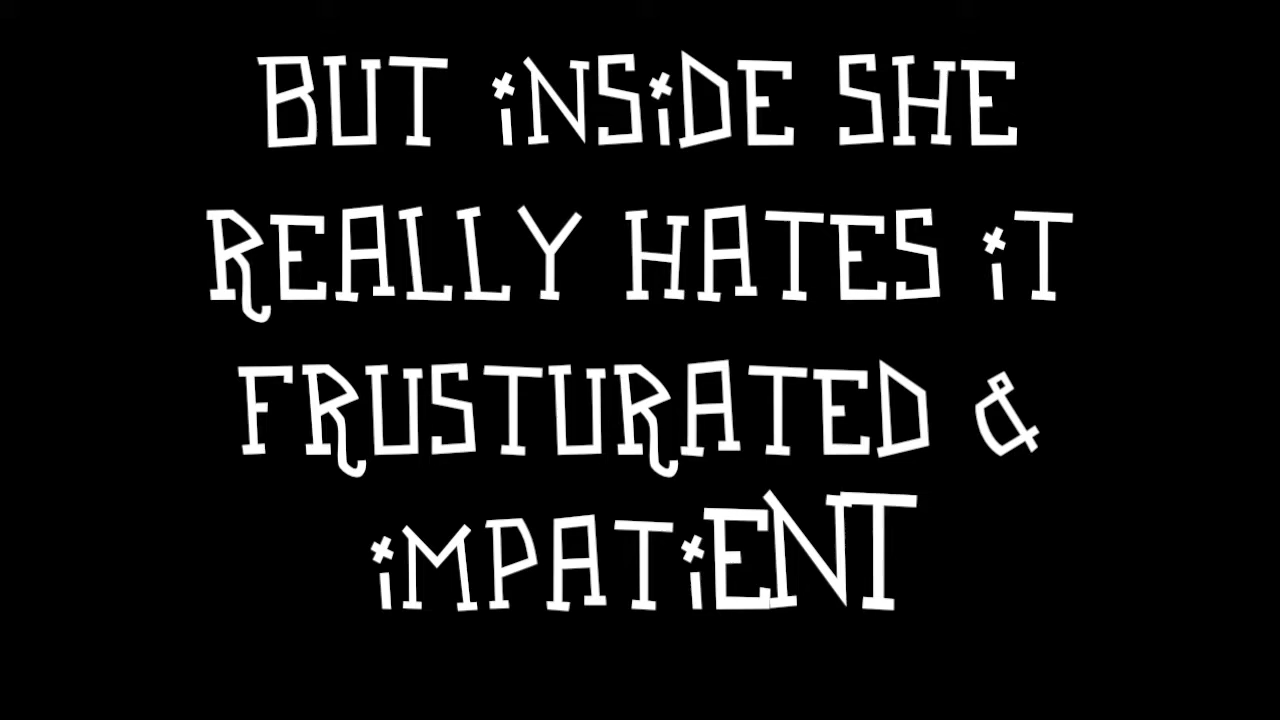 BUT iNSiDE SHE
REALLY HATES iT
FRUSTURATED &
iMPATiENT